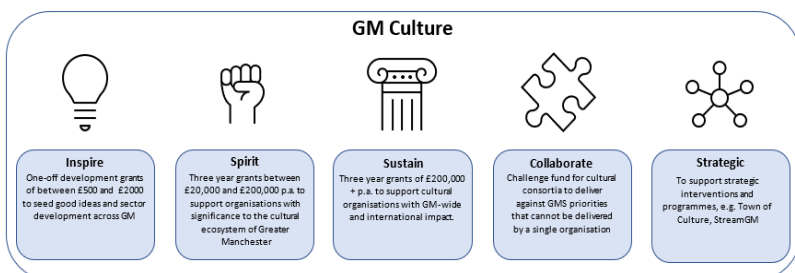 GM Culture
Inspire
One-off development grants
of between £500 and £2000
to seed good ideas and sector
development across GM
Spirit
Three year grants between
£20,000 and £200,000 p.a. to
support organisations with
significance to the cultural
ecosystem of Greater
Manchester
Sustain
Three year grants of £200,000
+ p.a. to support cultural
organisations with GM-wide
and international impact.
Collaborate
Challenge fund for cultural
consortia to deliver
against GMS priorities
that cannot be delivered
by a single organisation
Strategic
To support strategic
interventions and
programmes, e.g. Town of
Culture, StreamGM